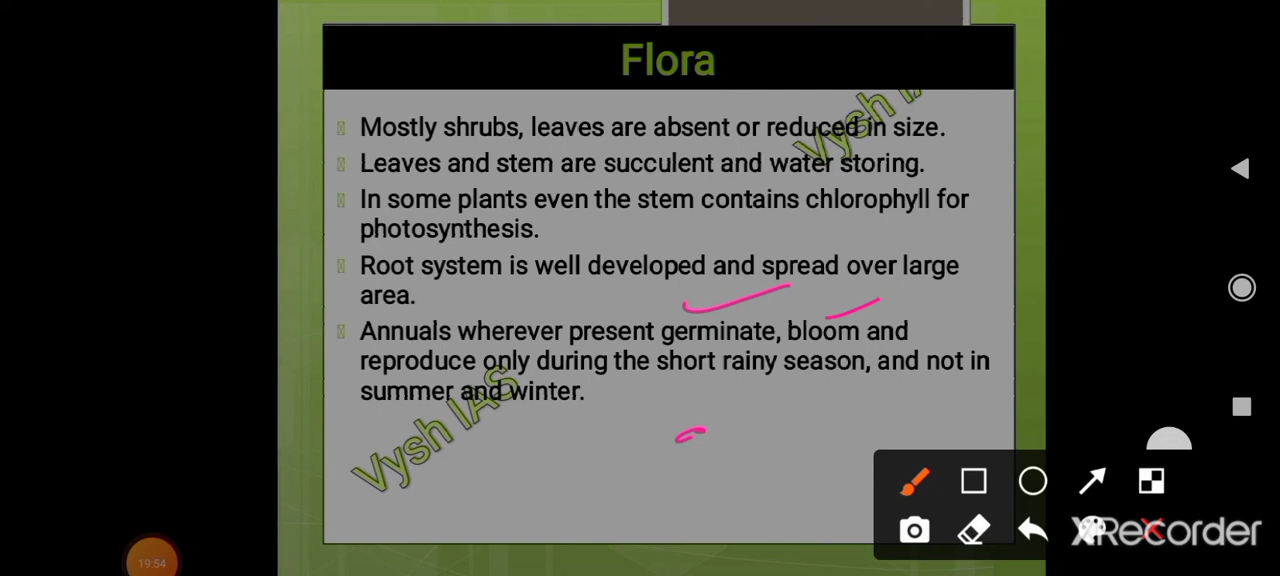 Flora
Mostly shrubs, leaves are absent or reduced in size.
Leaves and stem are succulent and water storing.
In some plants even the stem contains chlorophyll for
photosynthesis.
Root system is well developed and spread over large
area.
Annuals wherever present germinate, bloom and
reproduce only during the short rainy season, and not in
summer and winter.
Vysh IA
Vysh IAS
XRecorder
19:54